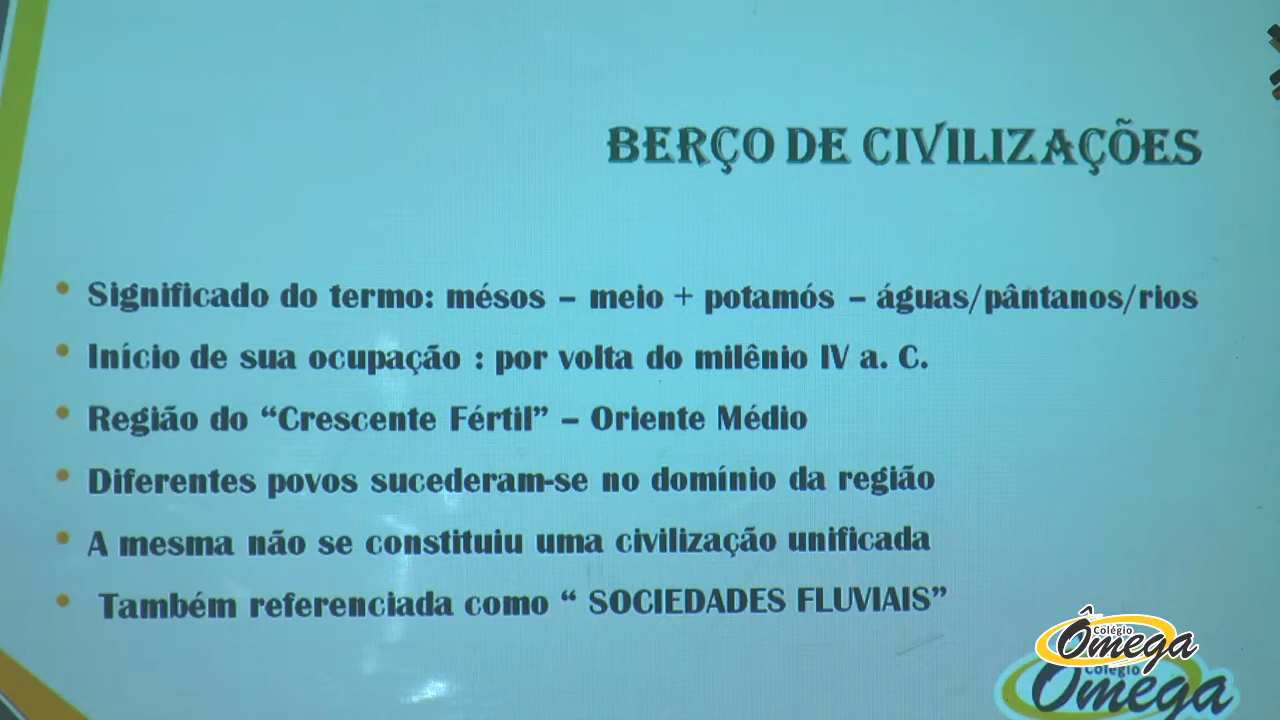 BERÇO DE CIVILIZAÇÕES
• Significado do termo: mésos – meio + potamós – águas/pântanos/rios
• Início de sua ocupação : por volta do milênio IV a. C.
• Região do “Crescente Fértil” – Oriente Médio
• Diferentes povos sucederam-se no domínio da região
• A mesma não se constituiu uma civilização unificada
• Também referenciada como “ SOCIEDADES FLUVIAIS”
Colégio
Ômega
Colégio
Ômega